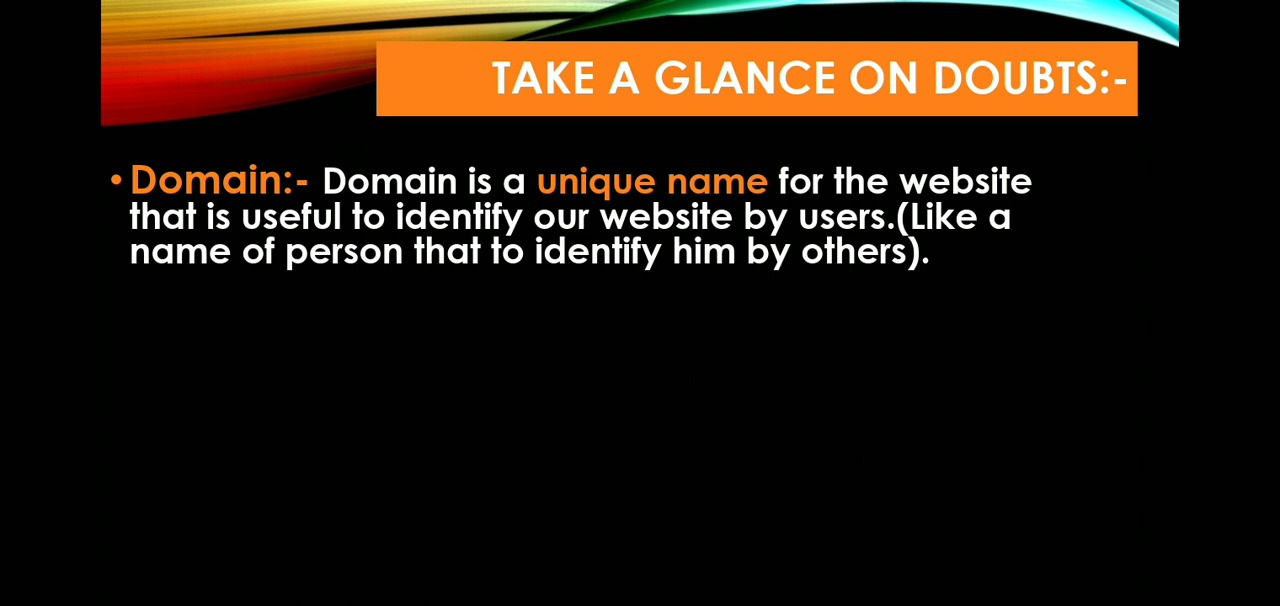 TAKE A GLANCE ON DOUBTS:-
• Domain:- Domain is a unique name for the website
that is useful to identify our website by users.(Like a
name of person that to identify him by others).